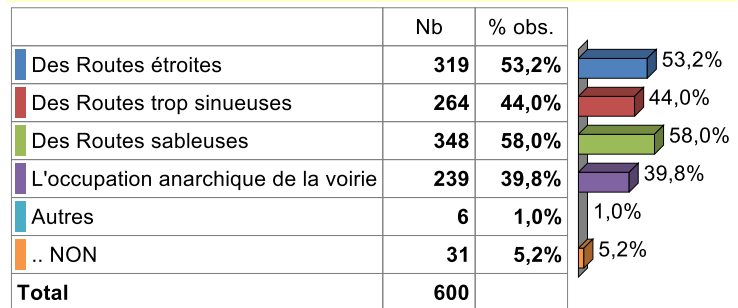 Nb % obs.
Des Routes étroites 319 53,2% 53,2%
Des Routes trop sinueuses 264 44,0% 44,0%
Des Routes sableuses 348 58,0% 58,0%
L'occupation anarchique de la voirie 239 39,8% 39,8%
Autres 6 1,0% 1,0%
.. NON 31 5,2% 5,2%
Total 600